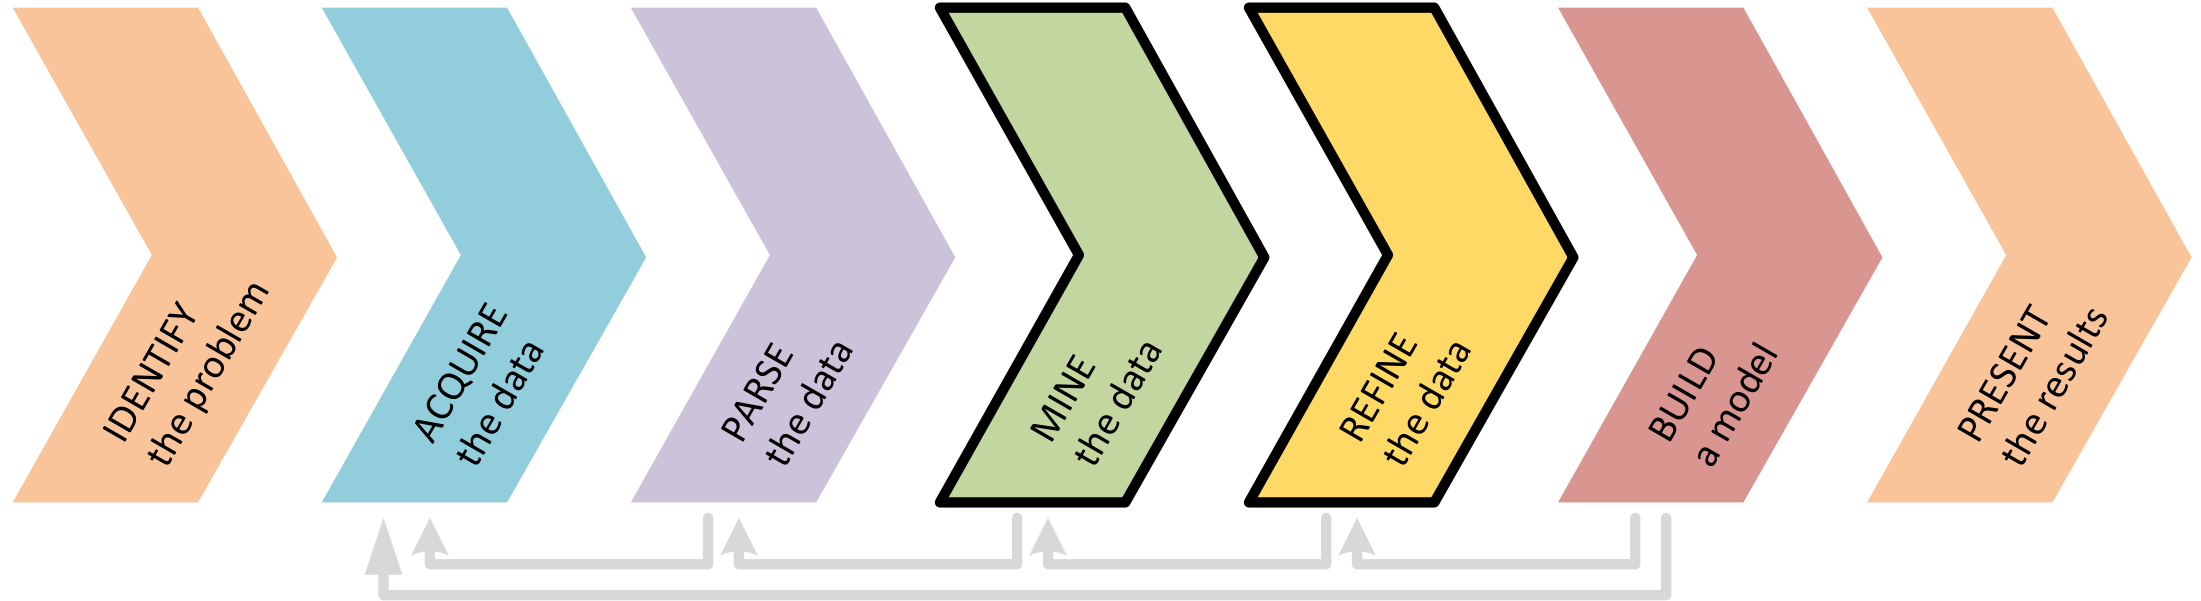 IDENTIFY
the problem
ACQUIRE
the data
PARSE
the data
MINE
the data
REFINE
the data
BUILD
a model
PRESENT
the results